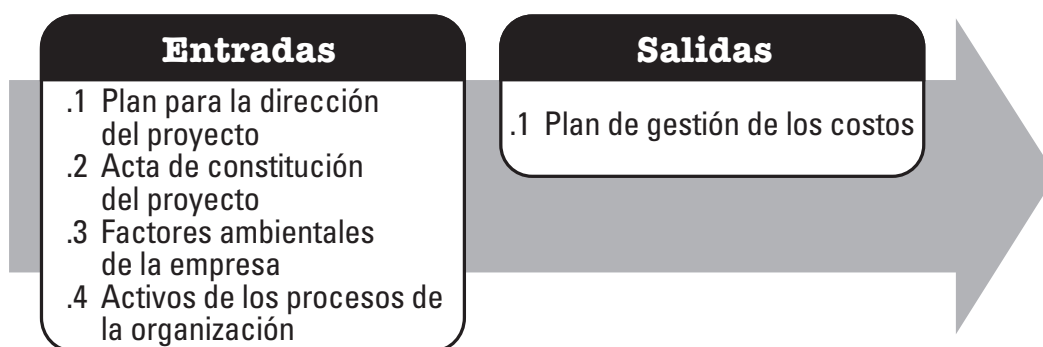 Entradas
.1 Plan para la dirección
del proyecto
.2 Acta de constitución
del proyecto
.3 Factores ambientales
de la empresa
.4 Activos de los procesos de
la organización
Salidas
.1 Plan de gestión de los costos